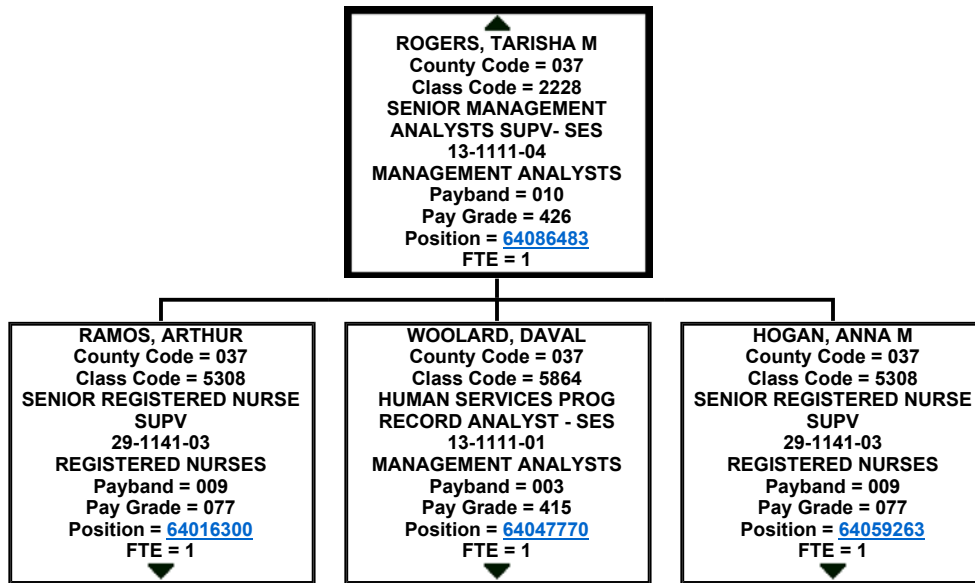 ROGERS, TARISHA M
County Code = 037
Class Code = 2228
SENIOR MANAGEMENT
ANALYSTS SUPV- SES
13-1111-04
MANAGEMENT ANALYSTS
Payband = 010
Pay Grade = 426
Position = 64086483
FTE = 1
RAMOS, ARTHUR
County Code = 037
Class Code = 5308
SENIOR REGISTERED NURSE
SUPV
29-1141-03
REGISTERED NURSES
Payband = 009
Pay Grade = 077
Position = 64016300
FTE = 1
WOOLARD, DAVAL
County Code = 037
Class Code = 5864
HUMAN SERVICES PROG
RECORD ANALYST - SES
13-1111-01
MANAGEMENT ANALYSTS
Payband = 003
Pay Grade = 415
Position = 64047770
FTE = 1
HOGAN, ANNA M
County Code = 037
Class Code = 5308
SENIOR REGISTERED NURSE
SUPV
29-1141-03
REGISTERED NURSES
Payband = 009
Pay Grade = 077
Position = 64059263
FTE = 1